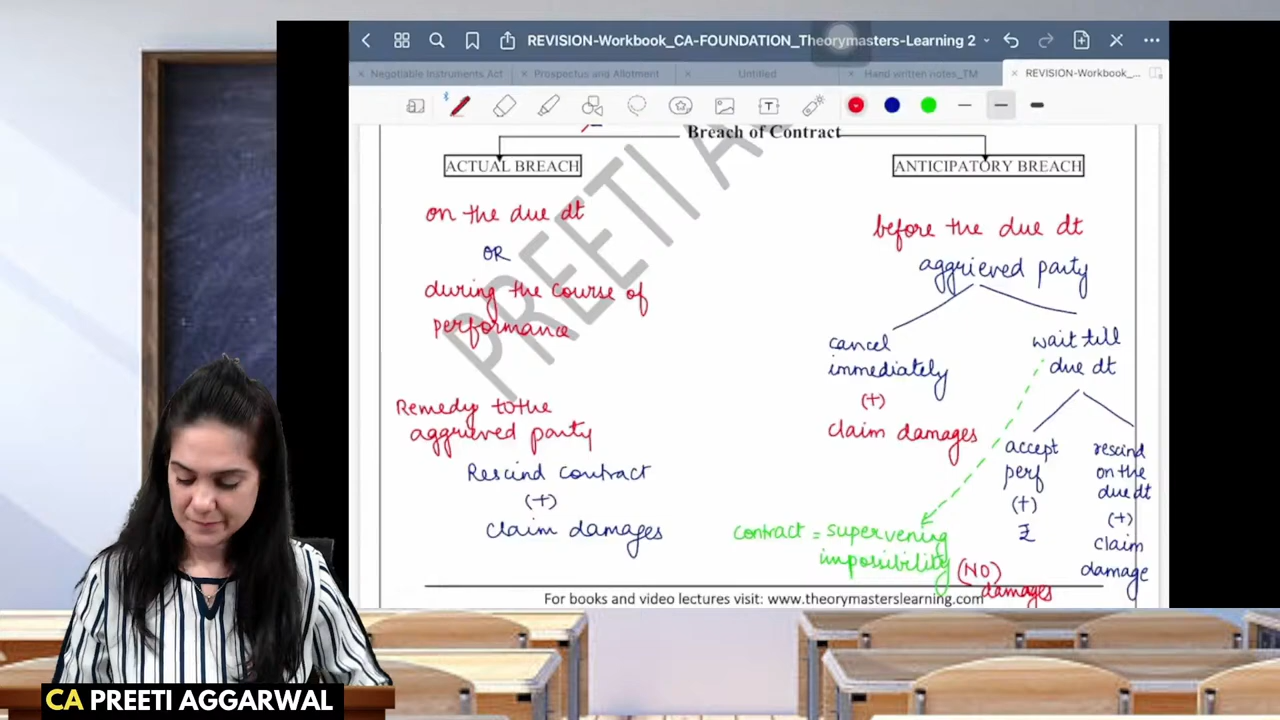 REVISION-Workbook_CA-FOUNDATION_Theorymasters-Learning 2
Negotiable Instruments Act
Prospectus and Allotment
Untitled
Hand written notes_TM
REVISION-Workbook_...
Breach of Contract
ACTUAL BREACH
on the due dt
OR
during the course of
performance
Remedy to the
aggrieved party
Rescind contract
(+)
claim damages
ANTICIPATORY BREACH
before the due dt
aggrieved party
cancel
immediately
(+)
claim damages
wait till
due dt
accept
perf
(+)
₹
rescind
on the
due dt
(+)
claim
damage
contract = supervening
impossibility
(NO)
damages
PREETI A
For books and video lectures visit: www.theorymasterslearning.com
CA PREETI AGGARWAL